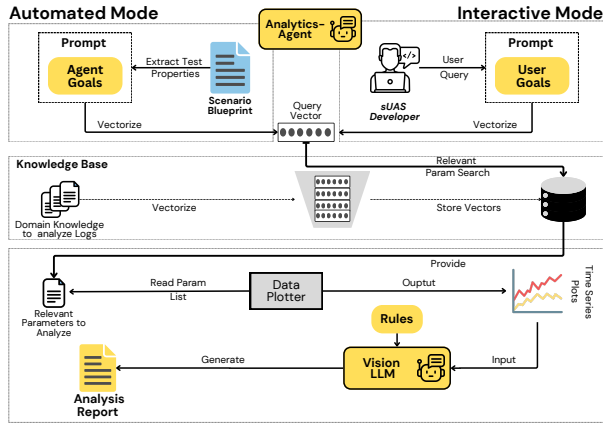 Automated Mode
Analytics-
Agent
Interactive Mode
Prompt
Agent
Goals
Extract Test
Properties
Scenario
Blueprint
Query
Vector
sUAS
Developer
</>
User
Query
Prompt
User
Goals
Vectorize
Vectorize
Knowledge Base
Relevant
Param Search
Domain Knowledge
to analyze Logs
Vectorize
Store Vectors
Provide
Relevant
Parameters to
Analyze
Read Param
List
Data
Plotter
Ouptut
Time Series
Plots
Rules
Vision
LLM
Input
Generate
Analysis
Report